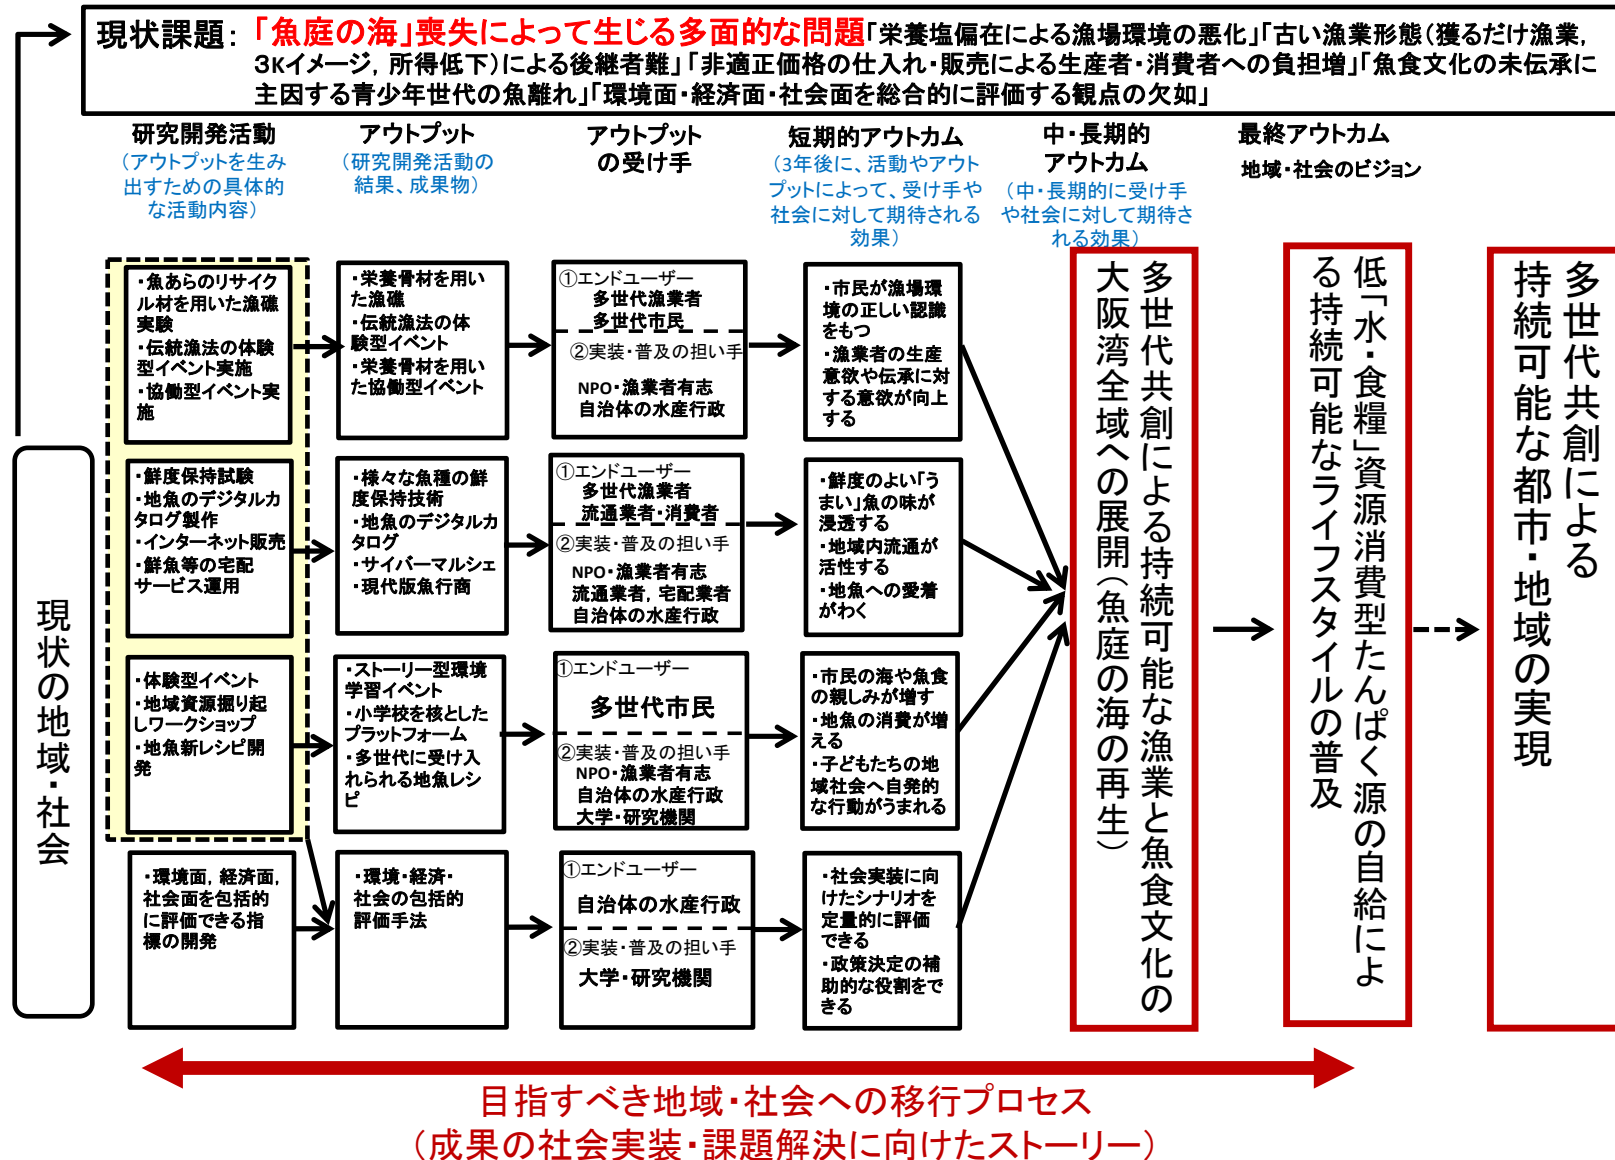 現状課題：「魚庭の海」喪失によって生じる多面的な問題「栄養塩偏在による漁場環境の悪化」「古い漁業形態（獲るだけ漁業，
3Kイメージ，所得低下）による後継者難」「非適正価格の仕入れ・販売による生産者・消費者への負担増」「魚食文化の未伝承に
主因する青少年世代の魚離れ」「環境面・経済面・社会面を総合的に評価する観点の欠如」
研究開発活動
（アウトプットを生み
出すための具体的
な活動内容）
アウトプット
（研究開発活動の
結果、成果物）
アウトプット
の受け手
短期的アウトカム
（3年後に、活動やアウト
プットによって、受け手や
社会に対して期待される
効果）
中・長期的
アウトカム
（中・長期的に受け手
や社会に対して期待さ
れる効果）
最終アウトカム
地域・社会のビジョン
現状の地域・社会
・魚あらのリサイク
ル材を用いた漁礁
実験
・伝統漁法の体験
型イベント実施
・協働型イベント実
施
・栄養骨材を用い
た漁礁
・伝統漁法の体
験型イベント
・栄養骨材を用い
た協働型イベント
①エンドユーザー
多世代漁業者
多世代市民
②実装・普及の担い手
NPO・漁業者有志
自治体の水産行政
・市民が漁場環
境の正しい認識
をもつ
・漁業者の生産
意欲や伝承に対
する意欲が向上
する
・鮮度保持試験
・地魚のデジタルカ
タログ製作
・インターネット販売
・鮮魚等の宅配
サービス運用
・様々な魚種の鮮
度保持技術
・地魚のデジタルカ
タログ
・サイバーマルシェ
・現代版魚行商
①エンドユーザー
多世代漁業者
流通業者・消費者
②実装・普及の担い手
NPO・漁業者有志
流通業者，宅配業者
自治体の水産行政
・鮮度のよい「う
まい」魚の味が
浸透する
・地域内流通が
活性する
・地魚への愛着
がわく
・体験型イベント
・地域資源掘り起
しワークショップ
・地魚新レシピ開
発
・ストーリー型環境
学習イベント
・小学校を核とした
プラットフォーム
・多世代に受け入
れられる地魚レシ
ピ
①エンドユーザー
多世代市民
②実装・普及の担い手
NPO・漁業者有志
自治体の水産行政
大学・研究機関
・市民の海や魚食
の親しみが増す
・地魚の消費が増
える
・子どもたちの地
域社会へ自発的
な行動がうまれる
・環境面，経済面，
社会面を包括的
に評価できる指
標の開発
・環境・経済・
社会の包括的
評価手法
①エンドユーザー
自治体の水産行政
②実装・普及の担い手
大学・研究機関
・社会実装に向
けたシナリオを
定量的に評価
できる
・政策決定の補
助的な役割をで
きる
多世代共創による持続可能な漁業と魚食文化の
大阪湾全域への展開（魚庭の海の再生）
低「水・食糧」資源消費型たんぱく源の自給によ
る持続可能なライフスタイルの普及
多世代共創による
持続可能な都市・地域の実現
目指すべき地域・社会への移行プロセス
（成果の社会実装・課題解決に向けたストーリー）